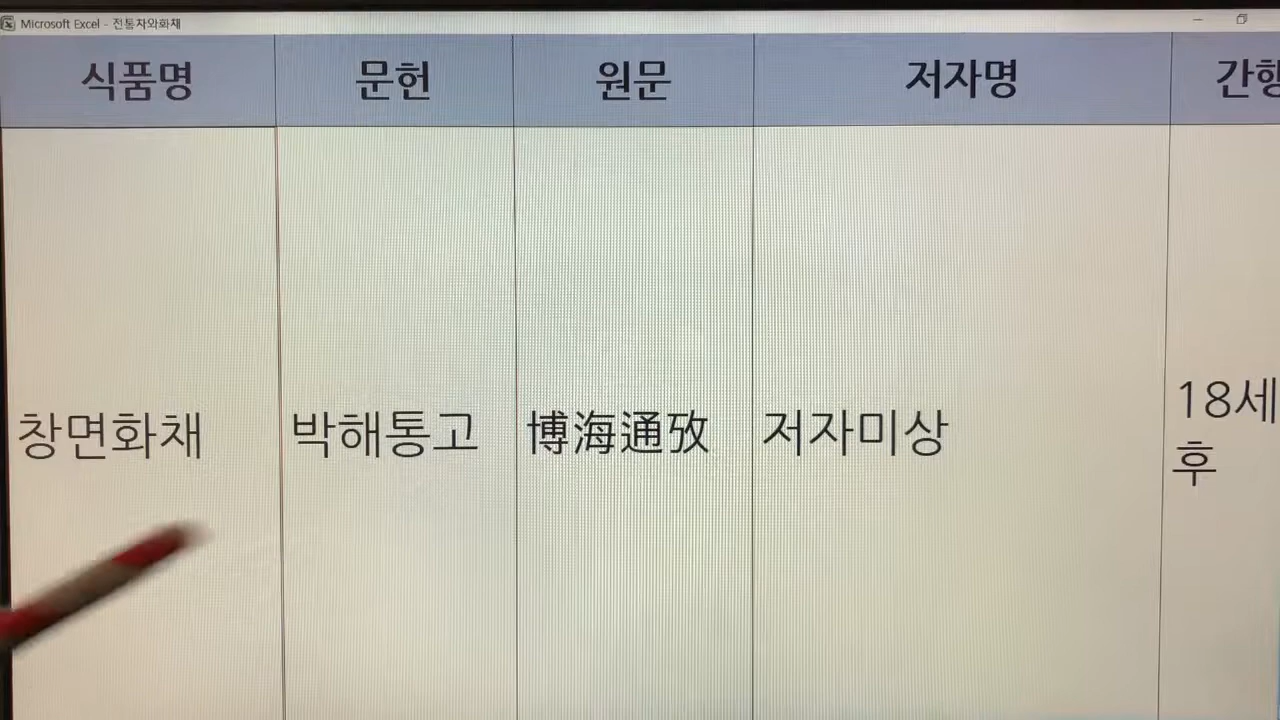 Microsoft Excel - 전통차와화채
식품명 문헌 원문 저자명 간행
창면화채 박해통고 博海通攷 저자미상 18세
후